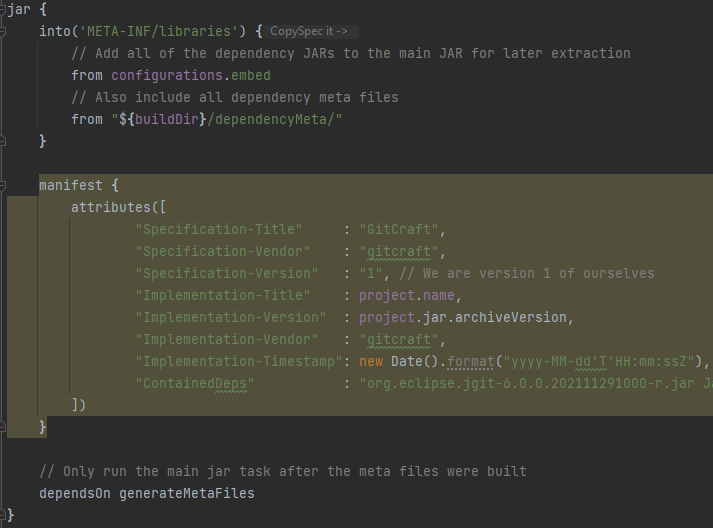 jar {
into('META-INF/libraries') { CopySpec it ->
// Add all of the dependency JARs to the main JAR for later extraction
from configurations.embed
// Also include all dependency meta files
from "${buildDir}/dependencyMeta/"
}
manifest {
attributes([
"Specification-Title" : "GitCraft",
"Specification-Vendor" : "gitcraft",
"Specification-Version" : "1", // We are version 1 of ourselves
"Implementation-Title" : project.name,
"Implementation-Version" : project.jar.archiveVersion,
"Implementation-Vendor" : "gitcraft",
"Implementation-Timestamp": new Date().format("yyyy-MM-dd'T'HH:mm:ssZ"),
"ContainedDeps" : "org.eclipse.jgit-6.0.0.202111291000-r.jar
])
}
// Only run the main jar task after the meta files were built
dependsOn generateMetaFiles
}